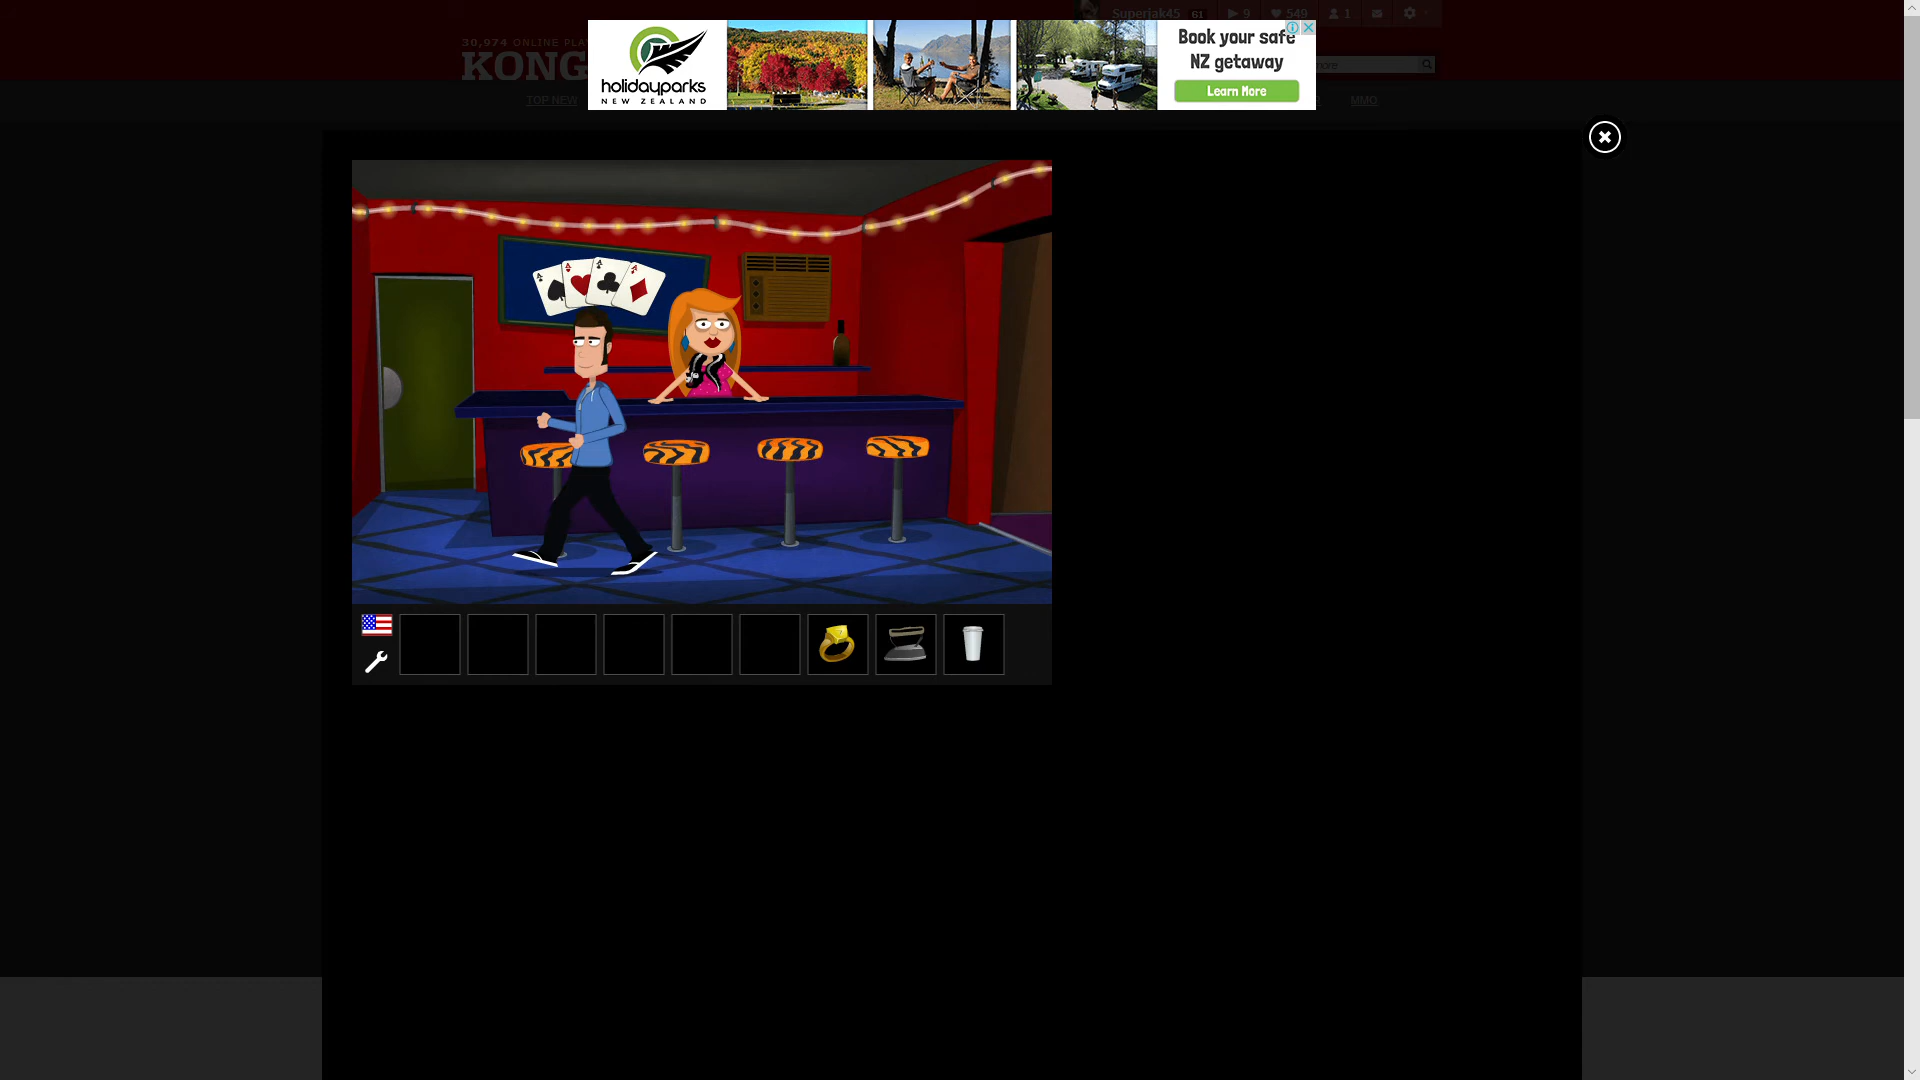 Superjak45 61 9 549 1
30,974 ONLINE PLA
KONG
more
TOP NEW
MMO
holidayparks
NEW ZEALAND
Book your safe
NZ getaway
Learn More
A A A A